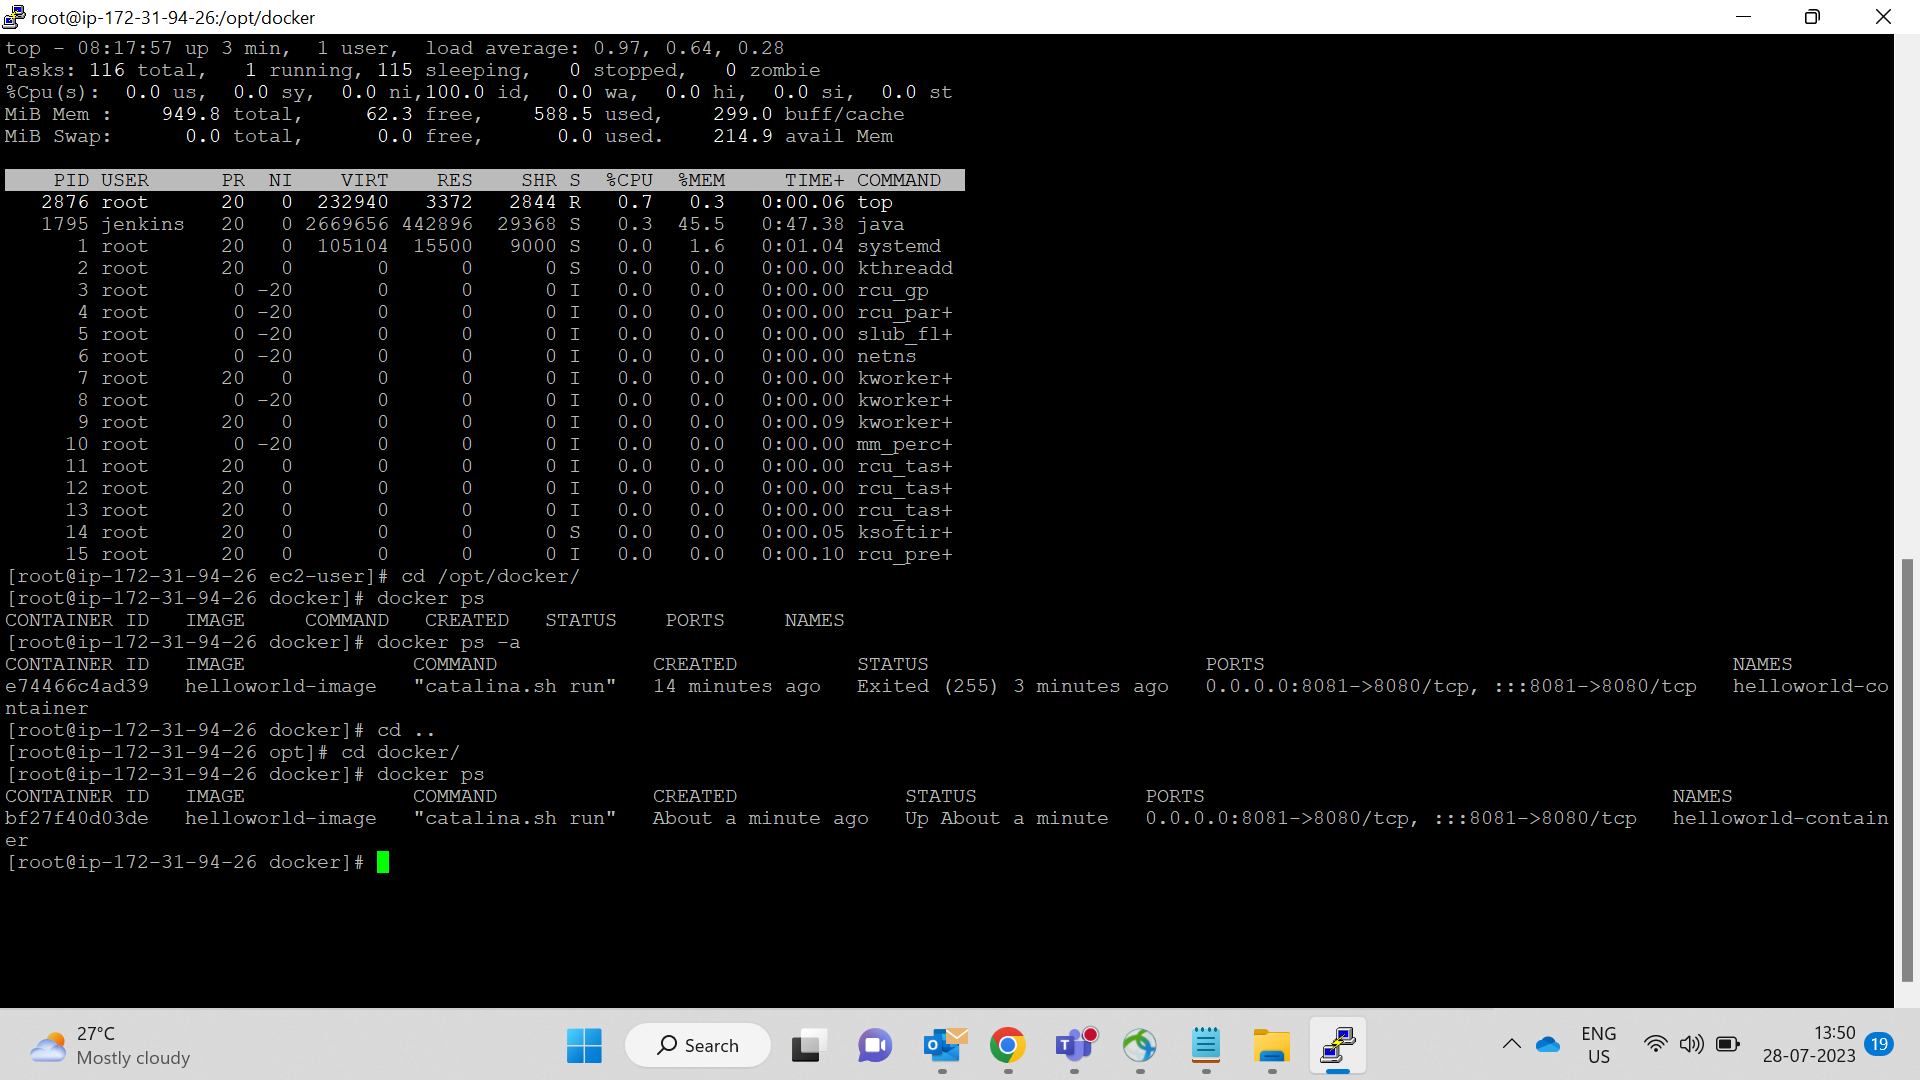 root@ip-172-31-94-26:/opt/docker
top - 08:17:57 up 3 min,  1 user,  load average: 0.97, 0.64, 0.28
Tasks: 116 total,   1 running, 115 sleeping,   0 stopped,   0 zombie
%Cpu(s):  0.0 us,  0.0 sy,  0.0 ni,100.0 id,  0.0 wa,  0.0 hi,  0.0 si,  0.0 st
MiB Mem :    949.8 total,     62.3 free,    588.5 used,    299.0 buff/cache
MiB Swap:      0.0 total,      0.0 free,      0.0 used.    214.9 avail Mem
PID USER      PR  NI    VIRT    RES    SHR S  %CPU  %MEM     TIME+ COMMAND
2876 root      20   0  232940   3372   2844 R   0.7   0.3   0:00.06 top
1795 jenkins   20   0 2669656 442896  29368 S   0.3  45.5   0:47.38 java
1 root      20   0  105104  15500   9000 S   0.0   1.6   0:01.04 systemd
2 root      20   0       0      0      0 S   0.0   0.0   0:00.00 kthreadd
3 root       0 -20       0      0      0 I   0.0   0.0   0:00.00 rcu_gp
4 root       0 -20       0      0      0 I   0.0   0.0   0:00.00 rcu_par+
5 root       0 -20       0      0      0 I   0.0   0.0   0:00.00 slub_fl+
6 root       0 -20       0      0      0 I   0.0   0.0   0:00.00 netns
7 root      20   0       0      0      0 I   0.0   0.0   0:00.00 kworker+
8 root       0 -20       0      0      0 I   0.0   0.0   0:00.00 kworker+
9 root      20   0       0      0      0 I   0.0   0.0   0:00.09 kworker+
10 root       0 -20       0      0      0 I   0.0   0.0   0:00.00 mm_perc+
11 root      20   0       0      0      0 I   0.0   0.0   0:00.00 rcu_tas+
12 root      20   0       0      0      0 I   0.0   0.0   0:00.00 rcu_tas+
13 root      20   0       0      0      0 I   0.0   0.0   0:00.00 rcu_tas+
14 root      20   0       0      0      0 S   0.0   0.0   0:00.05 ksoftir+
15 root      20   0       0      0      0 I   0.0   0.0   0:00.10 rcu_pre+
[root@ip-172-31-94-26 ec2-user]# cd /opt/docker/
[root@ip-172-31-94-26 docker]# docker ps
CONTAINER ID   IMAGE     COMMAND   CREATED   STATUS    PORTS     NAMES
[root@ip-172-31-94-26 docker]# docker ps -a
CONTAINER ID   IMAGE              COMMAND             CREATED          STATUS                       PORTS                                       NAMES
e74466c4ad39   helloworld-image   "catalina.sh run"   14 minutes ago   Exited (255) 3 minutes ago   0.0.0.0:8081->8080/tcp, :::8081->8080/tcp   helloworld-co
ntainer
[root@ip-172-31-94-26 docker]# cd ..
[root@ip-172-31-94-26 opt]# cd docker/
[root@ip-172-31-94-26 docker]# docker ps
CONTAINER ID   IMAGE              COMMAND             CREATED              STATUS              PORTS                                       NAMES
bf27f40d03de   helloworld-image   "catalina.sh run"   About a minute ago   Up About a minute   0.0.0.0:8081->8080/tcp, :::8081->8080/tcp   helloworld-contain
er
[root@ip-172-31-94-26 docker]#
27°C
Mostly cloudy
Search
ENG
US
13:50
28-07-2023
19